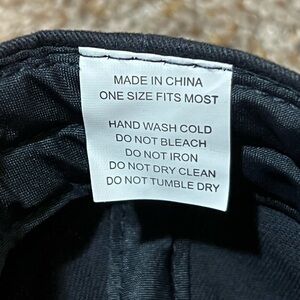 MADE IN CHINA
ONE SIZE FITS MOST
HAND WASH COLD
DO NOT BLEACH
DO NOT IRON
DO NOT DRY CLEAN
DO NOT TUMBLE DRY